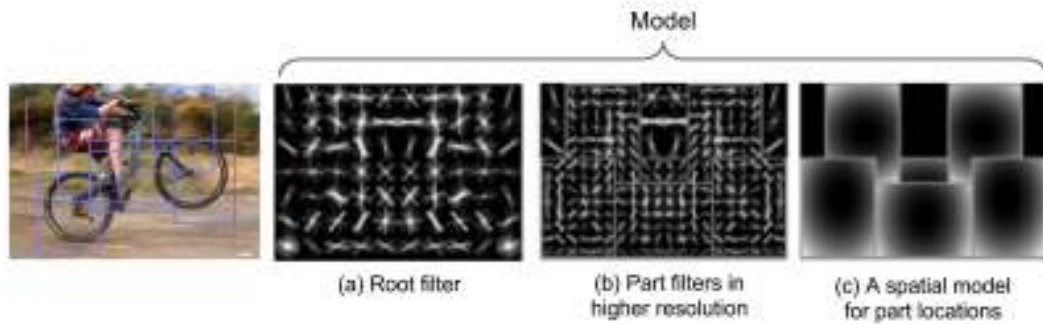 Model
(a) Root filter
(b) Part filters in
higher resolution
(c) A spatial model
for part locations